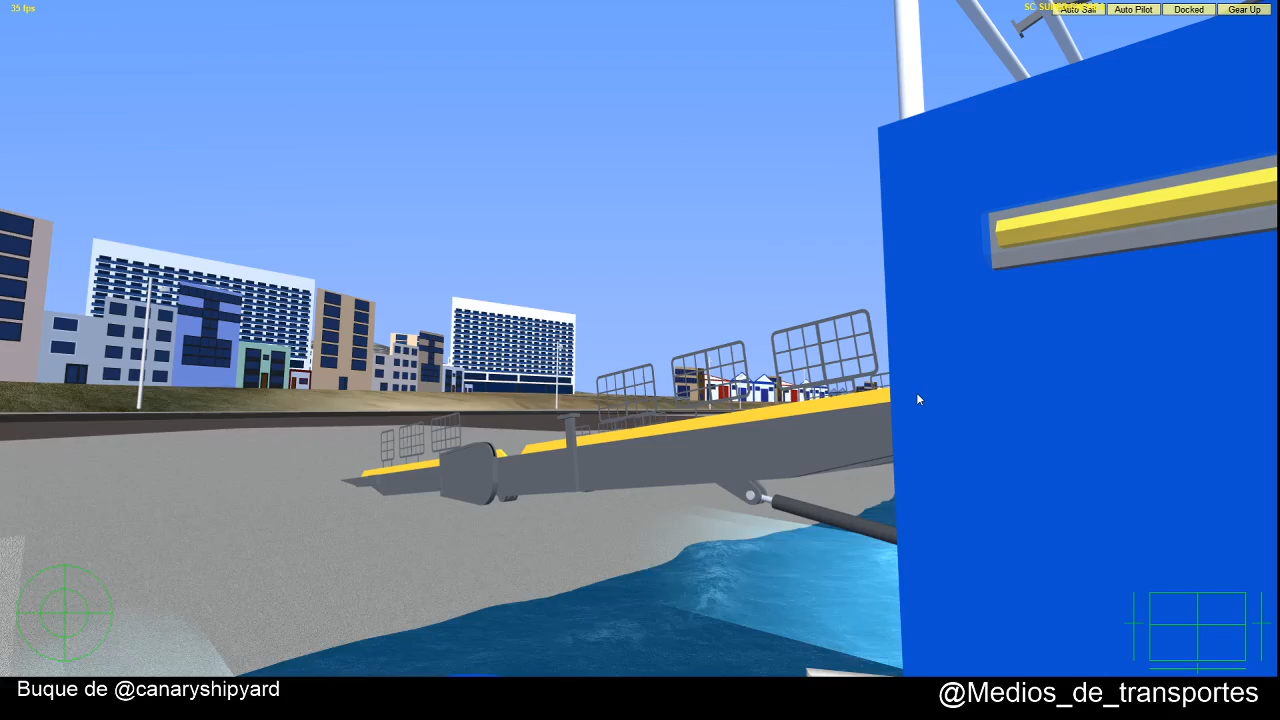 35 fps
Auto Sail
Auto Pilot
Docked
Gear Up
Buque de @canaryshipyard
@Medios_de_transportes